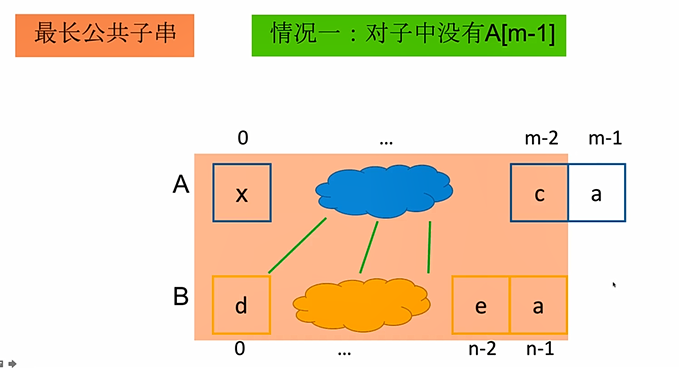 最长公共子串
情况一：对子中没有A[m-1]
0 ... m-2 m-1
A x c a
B d e a
0 ... n-2 n-1